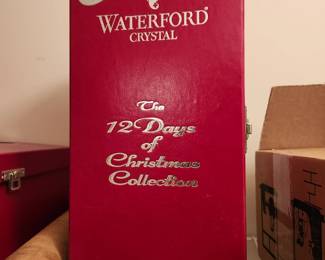 WATERFORD®
CRYSTAL
The
12 Days
of
Christmas
Collection